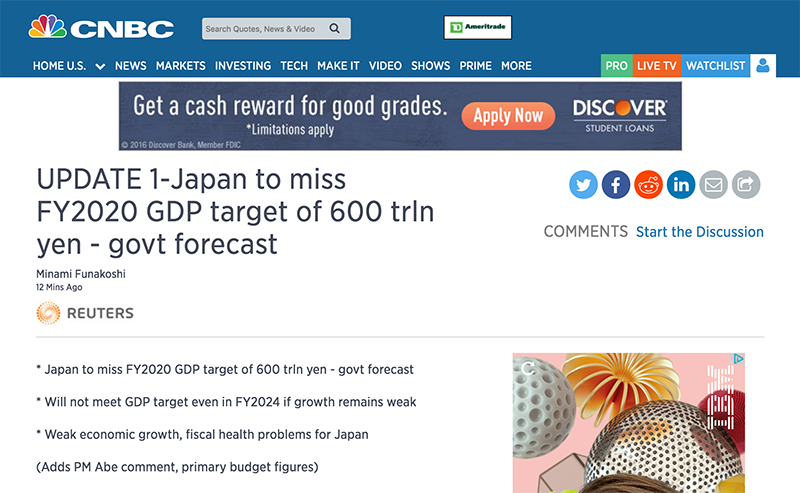 CNBC
Search Quotes, News & Video
TD Ameritrade
HOME U.S. NEWS MARKETS INVESTING TECH MAKE IT VIDEO SHOWS PRIME MORE
PRO LIVE TV WATCHLIST
Get a cash reward for good grades.
*Limitations apply
Apply Now
DISCOVER
STUDENT LOANS
© 2016 Discover Bank, Member FDIC
UPDATE 1-Japan to miss
FY2020 GDP target of 600 trln
yen - govt forecast
COMMENTS Start the Discussion
Minami Funakoshi
12 Mins Ago
REUTERS
* Japan to miss FY2020 GDP target of 600 trln yen - govt forecast
* Will not meet GDP target even in FY2024 if growth remains weak
* Weak economic growth, fiscal health problems for Japan
(Adds PM Abe comment, primary budget figures)
IBM